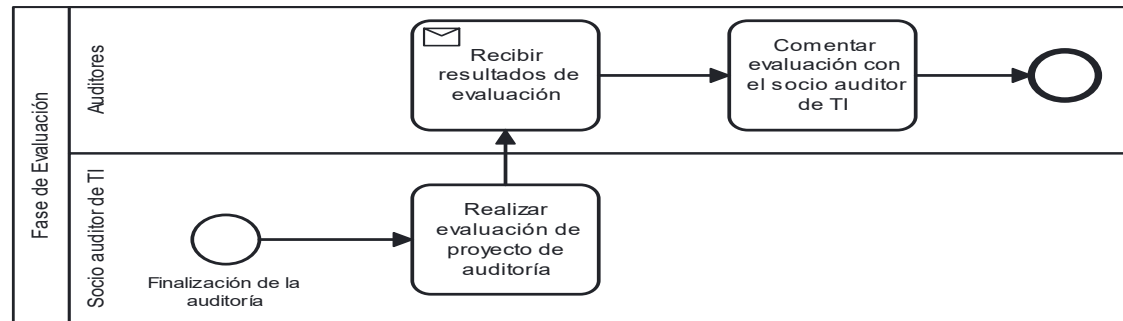 Fase de Evaluación
Auditores
Recibir
resultados de
evaluación
Comentar
evaluación con
el socio auditor
de TI
Socio auditor de TI
Finalización de la
auditoría
Realizar
evaluación de
proyecto de
auditoría